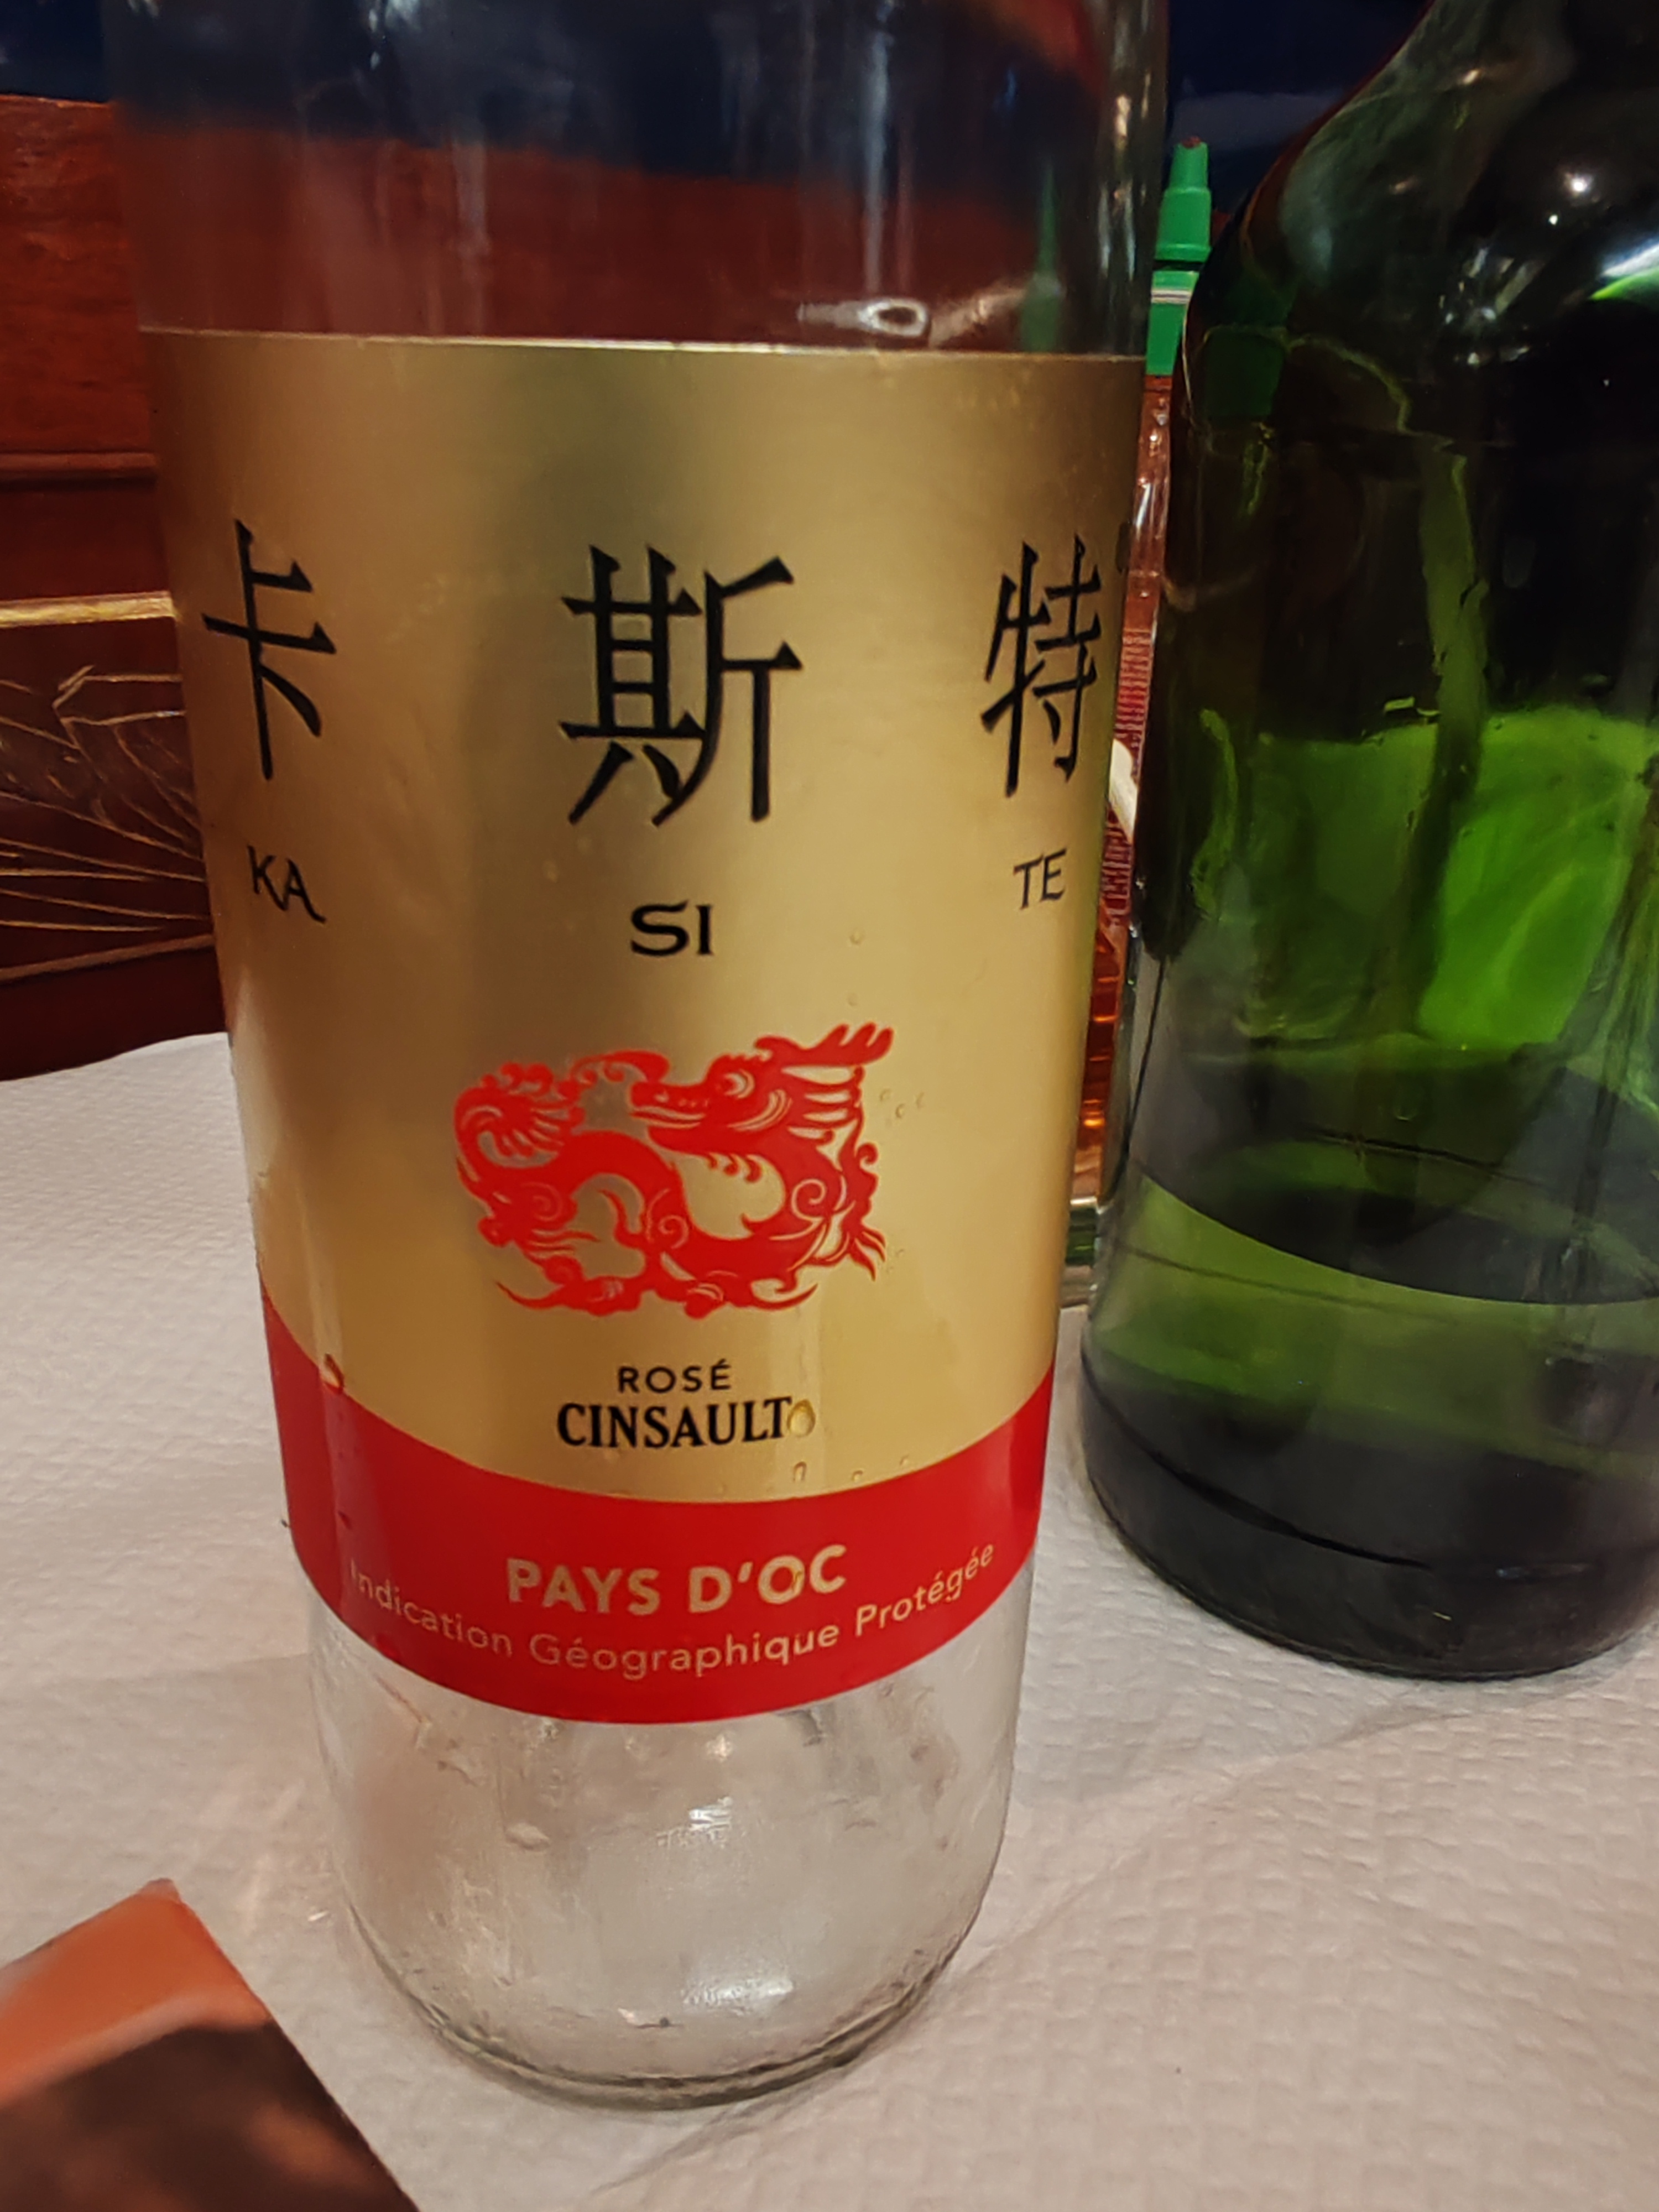 卡 斯 特
KA SI TE
ROSÉ
CINSAULT
PAYS D'OC
Indication Géographique Protégée